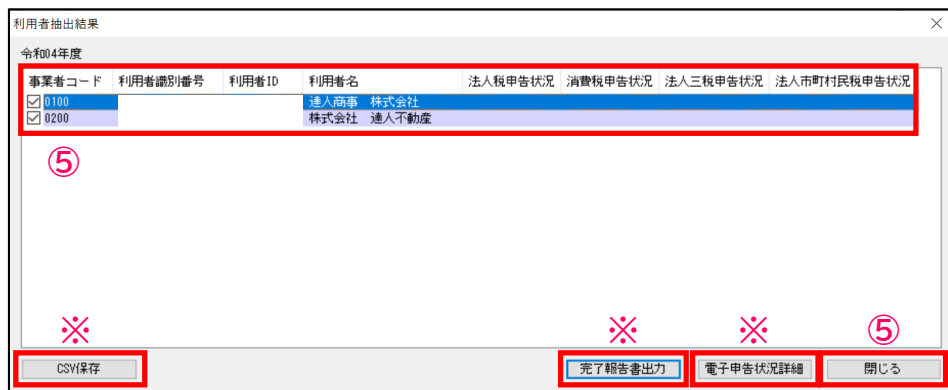 利用者抽出結果
令和04年度
事業者コード 利用者識別番号 利用者ID 利用者名 法人税申告状況 消費税申告状況 法人三税申告状況 法人市町村民税申告状況
0100 達人商事 株式会社
0200 株式会社 達人不動産
⑤
※ ※ ※ ⑤
CSV保存 完了報告書出力 電子申告状況詳細 閉じる